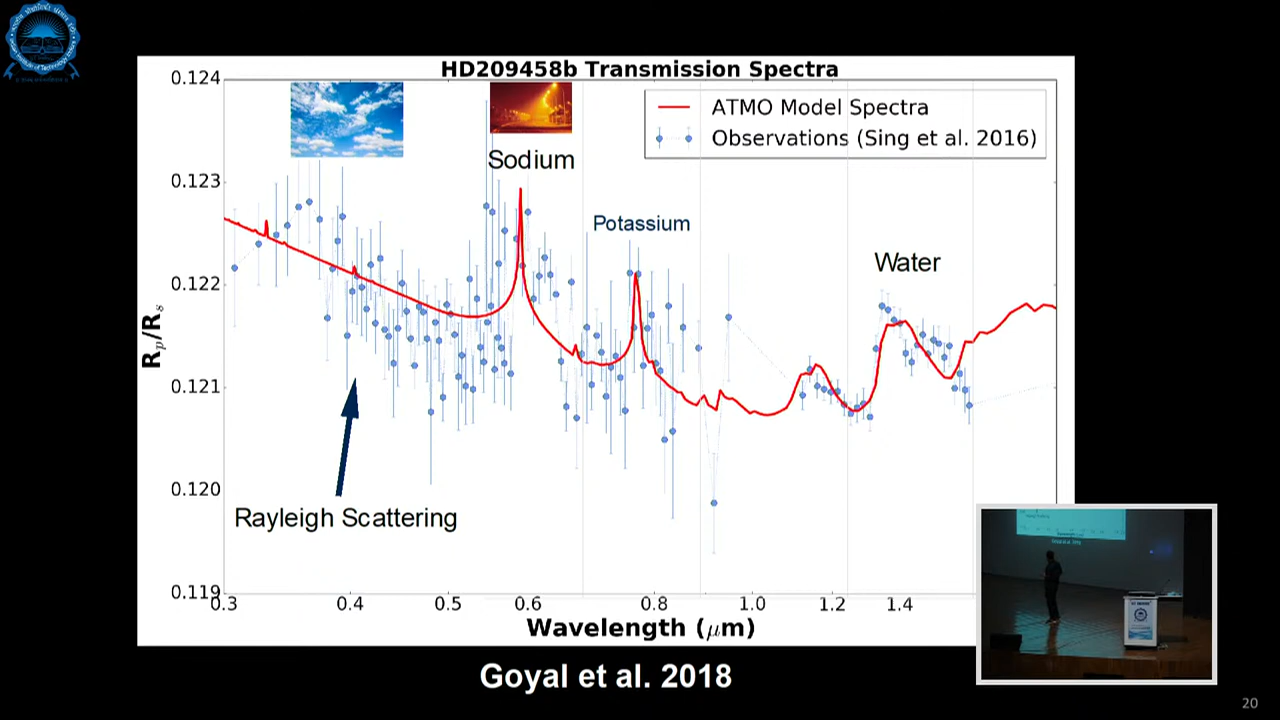 HD209458b Transmission Spectra
ATMO Model Spectra
Observations (Sing et al. 2016)
Sodium
Potassium
Water
Rayleigh Scattering
0.124
0.123
0.122
0.121
0.120
0.119
Rp/Rs
0.3 0.4 0.5 0.6 0.8 1.0 1.2 1.4
Wavelength (μm)
Goyal et al. 2018
20